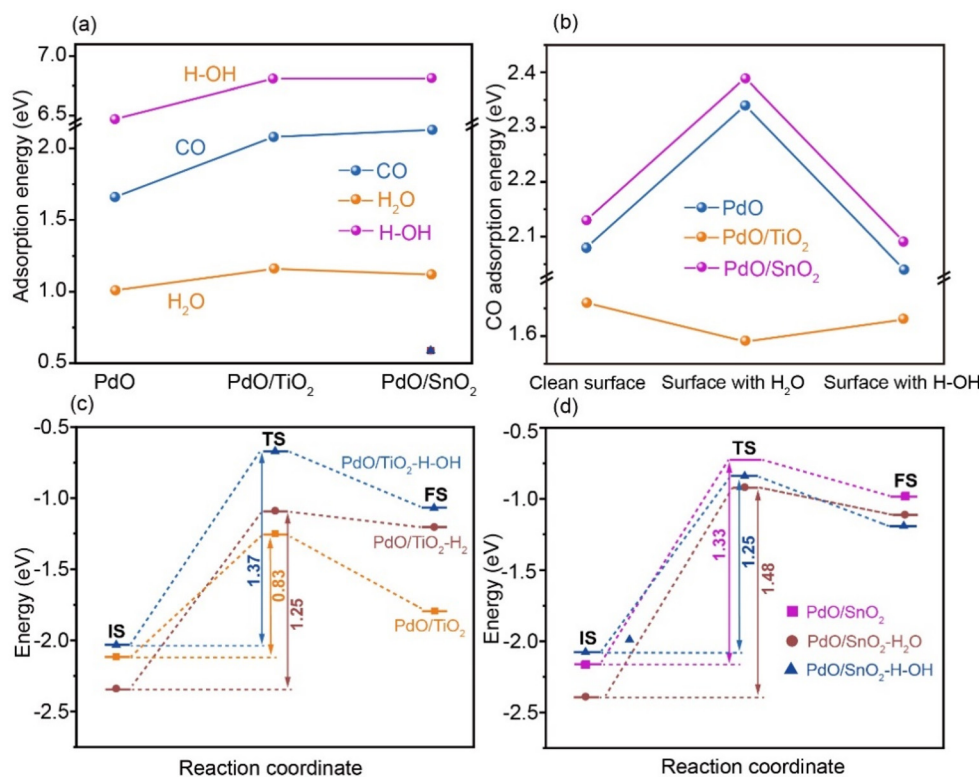 (a)
Adsorption energy (eV)
7.0
6.5
2.0
1.5
1.0
0.5
H-OH
CO
H₂O
CO
H₂O
H-OH
PdO
PdO/TiO₂
PdO/SnO₂
(b)
CO adsorption energy (eV)
2.4
2.3
2.2
2.1
1.6
PdO
PdO/TiO₂
PdO/SnO₂
Clean surface
Surface with H₂O
Surface with H-OH
(c)
Energy (eV)
-0.5
-1.0
-1.5
-2.0
-2.5
IS
TS
FS
PdO/TiO₂-H-OH
PdO/TiO₂-H₂
PdO/TiO₂
1.37
0.83
1.25
Reaction coordinate
(d)
Energy (eV)
-0.5
-1.0
-1.5
-2.0
-2.5
IS
TS
FS
1.33
1.25
1.48
PdO/SnO₂
PdO/SnO₂-H₂O
PdO/SnO₂-H-OH
Reaction coordinate